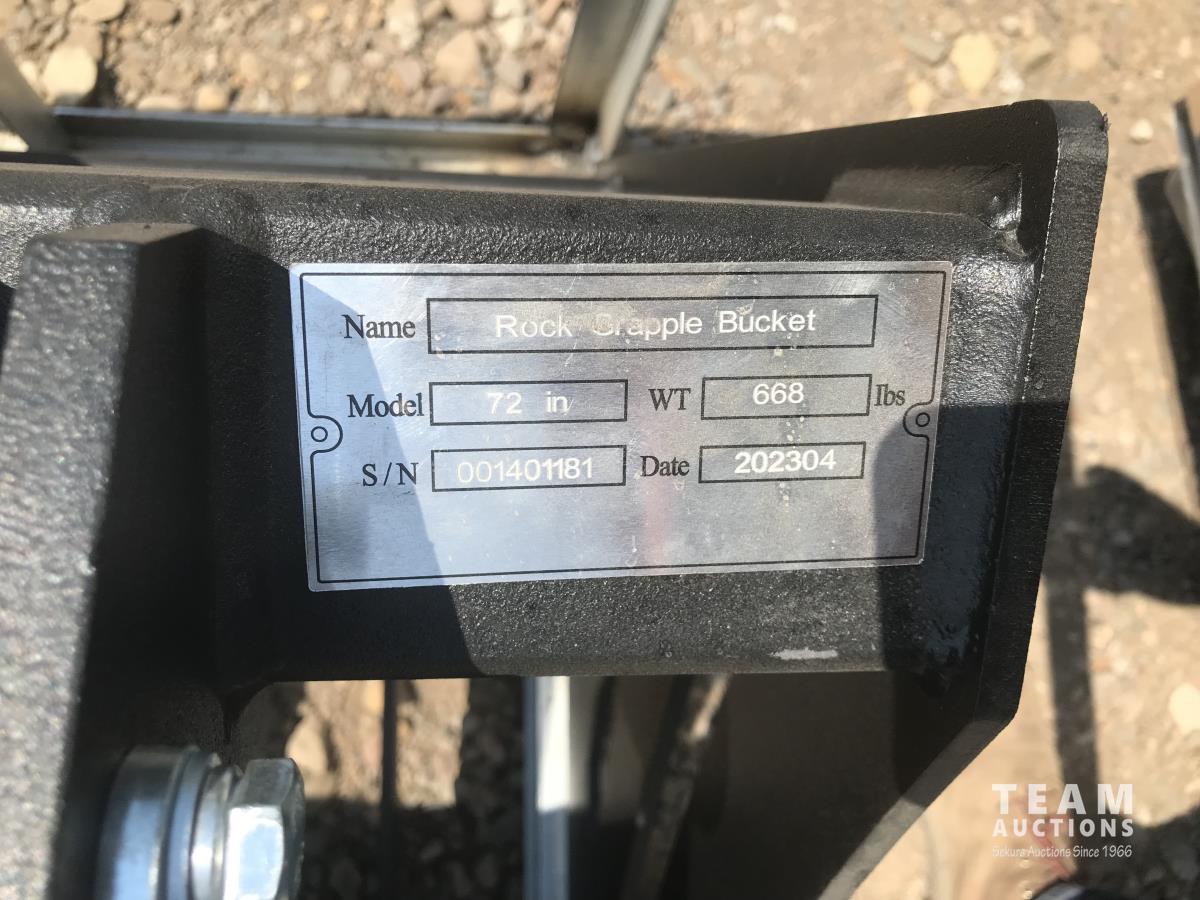 Name Rock Grapple Bucket
Model 72 in WT 668 lbs
S/N 001401181 Date 202304
TEAM
AUCTIONS
Sekura Auctions Since 1966